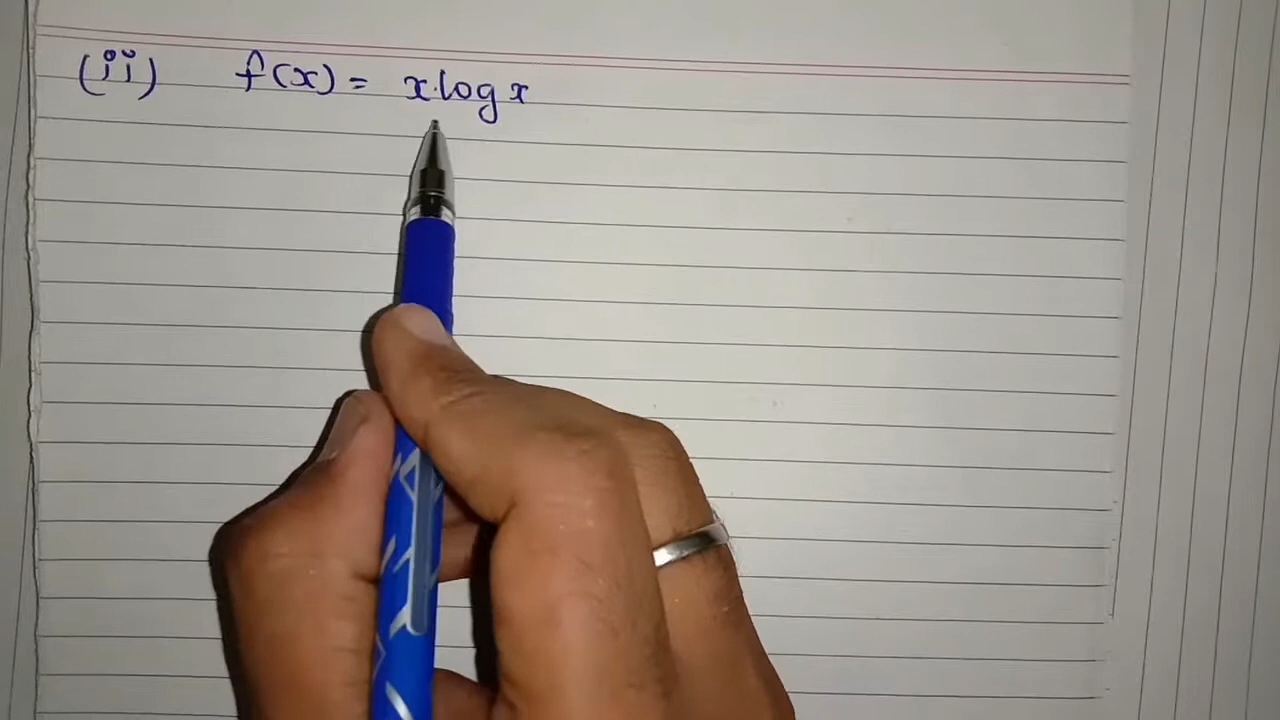 (ii) f(x) = x·log x